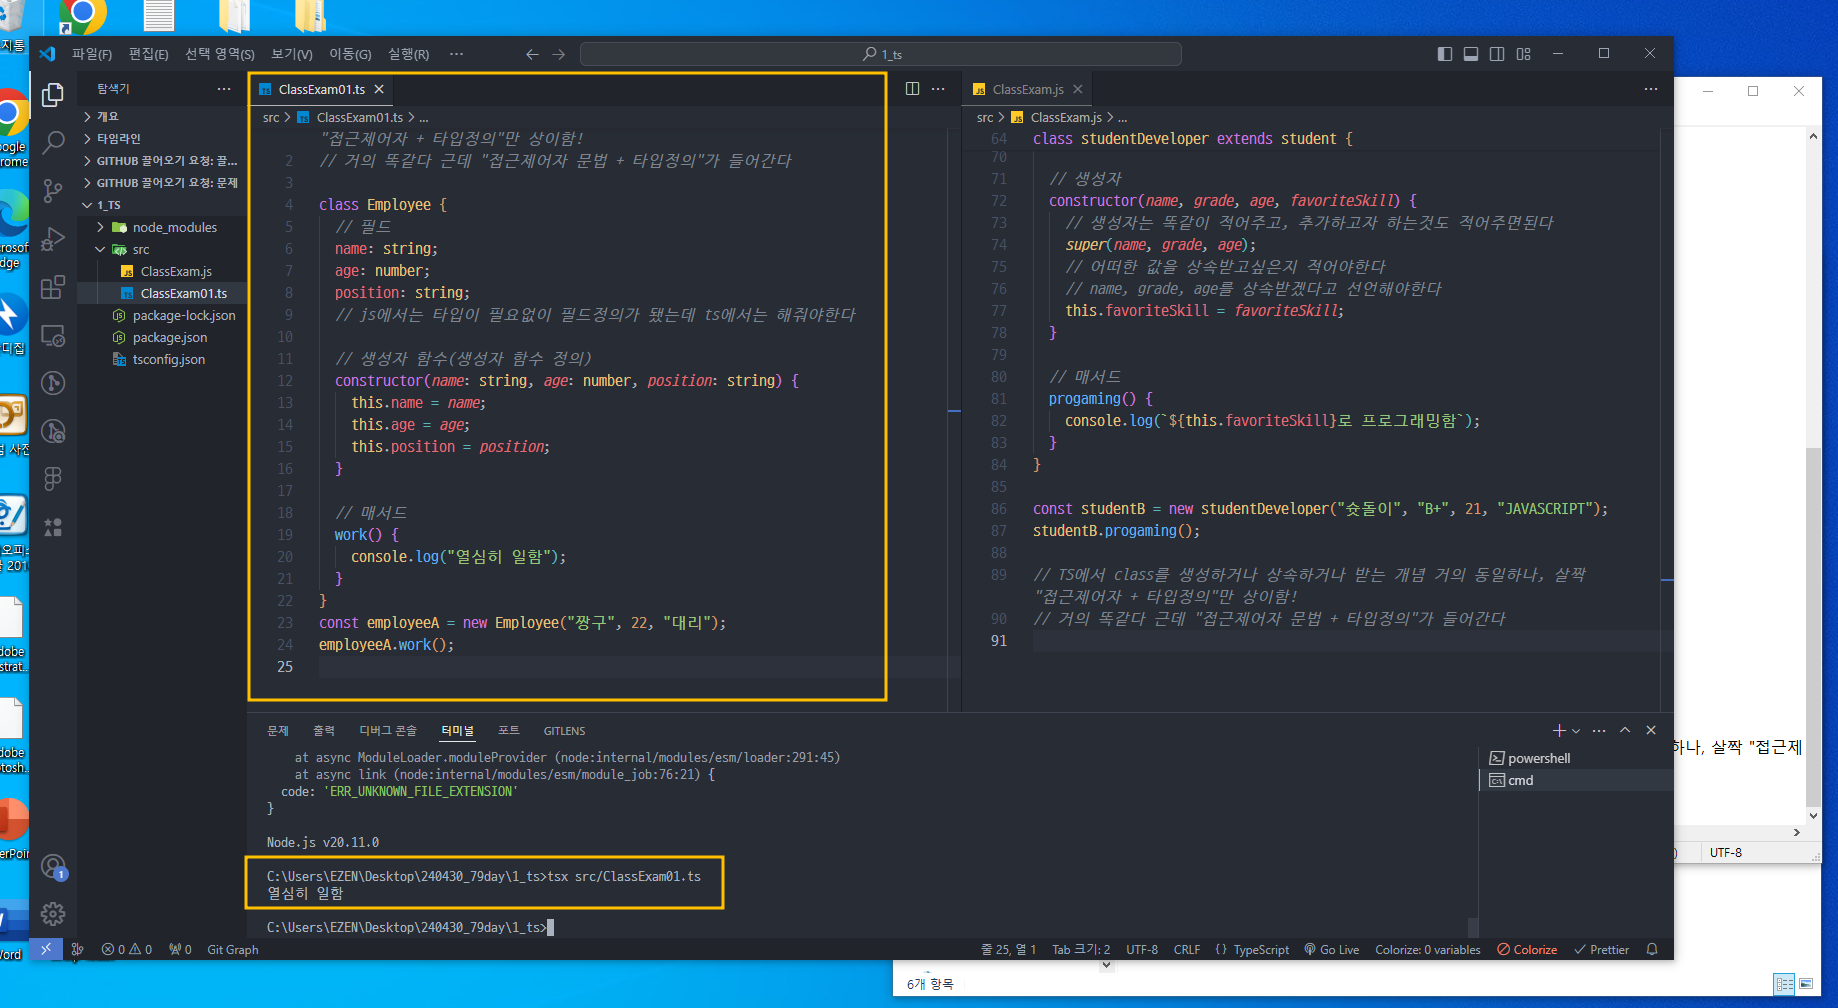 파일(F) 편집(E) 선택 영역(S) 보기(V) 이동(G) 실행(R) ···
1_ts
탐색기
개요
타임라인
GITHUB 끌어오기 요청: 끌...
GITHUB 끌어오기 요청: 문제
1_TS
node_modules
src
ClassExam.js
ClassExam01.ts
package-lock.json
package.json
tsconfig.json
ClassExam01.ts
src > ClassExam01.ts > ...
"접근제어자 + 타입정의"만 상이함!
2 // 거의 똑같다 근데 "접근제어자 문법 + 타입정의"가 들어간다
3
4 class Employee {
5 // 필드
6 name: string;
7 age: number;
8 position: string;
9 // js에서는 타입이 필요없이 필드정의가 됐는데 ts에서는 해줘야한다
10
11 // 생성자 함수(생성자 함수 정의)
12 constructor(name: string, age: number, position: string) {
13 this.name = name;
14 this.age = age;
15 this.position = position;
16 }
17
18 // 매서드
19 work() {
20 console.log("열심히 일함");
21 }
22 }
23 const employeeA = new Employee("짱구", 22, "대리");
24 employeeA.work();
25
ClassExam.js
src > ClassExam.js > ...
64 class studentDeveloper extends student {
70
71 // 생성자
72 constructor(name, grade, age, favoriteSkill) {
73 // 생성자는 똑같이 적어주고, 추가하고자 하는것도 적어주면된다
74 super(name, grade, age);
75 // 어떠한 값을 상속받고싶은지 적어야한다
76 // name, grade, age를 상속받겠다고 선언해야한다
77 this.favoriteSkill = favoriteSkill;
78 }
79
80 // 매서드
81 progaming() {
82 console.log(`${this.favoriteSkill}로 프로그래밍함`);
83 }
84 }
85
86 const studentB = new studentDeveloper("슛돌이", "B+", 21, "JAVASCRIPT");
87 studentB.progaming();
88
89 // TS에서 class를 생성하거나 상속하거나 받는 개념 거의 동일하나, 살짝
"접근제어자 + 타입정의"만 상이함!
90 // 거의 똑같다 근데 "접근제어자 문법 + 타입정의"가 들어간다
91
문제 출력 디버그 콘솔 터미널 포트 GITLENS
at async ModuleLoader.moduleProvider (node:internal/modules/esm/loader:291:45)
at async link (node:internal/modules/esm/module_job:76:21) {
code: 'ERR_UNKNOWN_FILE_EXTENSION'
}
Node.js v20.11.0
C:\Users\EZEN\Desktop\240430_79day\1_ts>tsx src/ClassExam01.ts
열심히 일함
C:\Users\EZEN\Desktop\240430_79day\1_ts>
powershell
cmd
1
0 0 0 Git Graph
줄 25, 열 1 Tab 크기: 2 UTF-8 CRLF {} TypeScript Go Live Colorize: 0 variables Colorize Prettier
하나, 살짝 "접근제
UTF-8
6개 항목